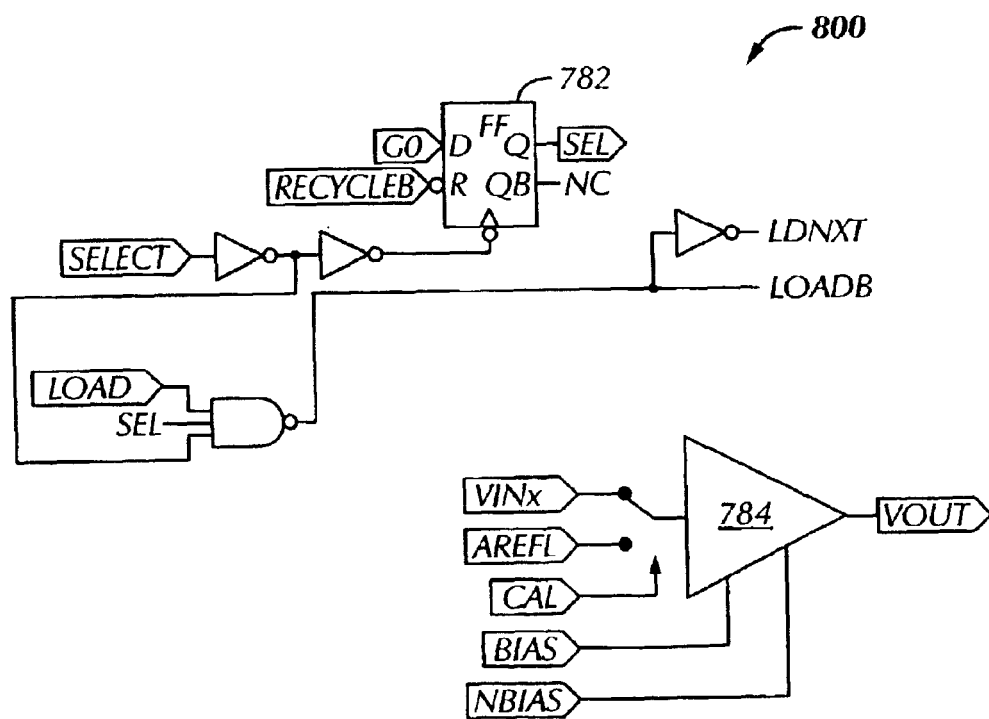 800
782
FF
G0 D Q SEL
RECYCLEB R QB NC
SELECT
LDNXT
LOADB
LOAD
SEL
VINx
784
VOUT
AREFL
CAL
BIAS
NBIAS